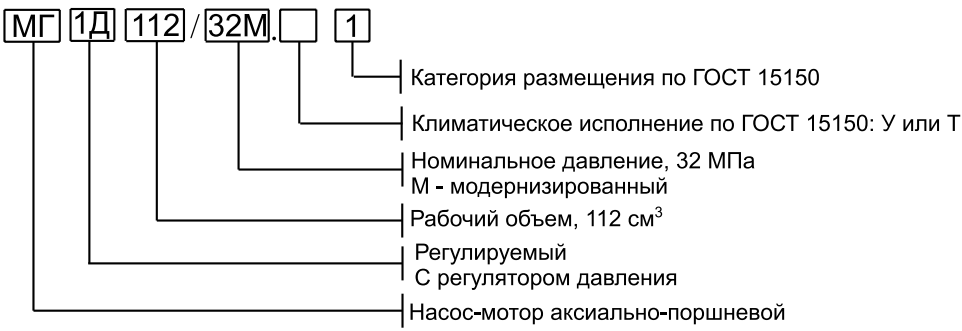 МГ 1Д 112 / 32М. 1
Категория размещения по ГОСТ 15150
Климатическое исполнение по ГОСТ 15150: У или Т
Номинальное давление, 32 МПа
М - модернизированный
Рабочий объем, 112 см³
Регулируемый
С регулятором давления
Насос-мотор аксиально-поршневой